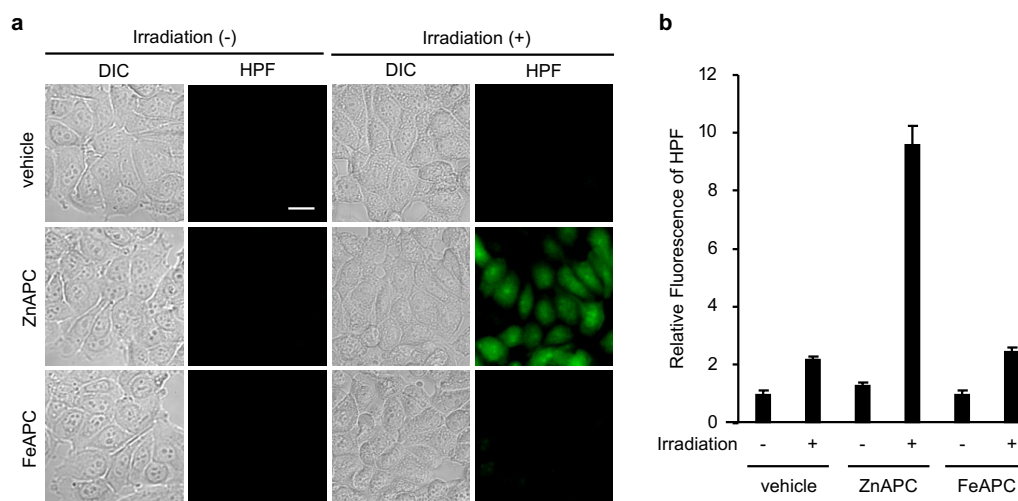 a
Irradiation (-)
Irradiation (+)
DIC
HPF
DIC
HPF
vehicle
ZnAPC
FeAPC
b
Relative Fluorescence of HPF
12
10
8
6
4
2
0
Irradiation
-
+
-
+
-
+
vehicle
ZnAPC
FeAPC